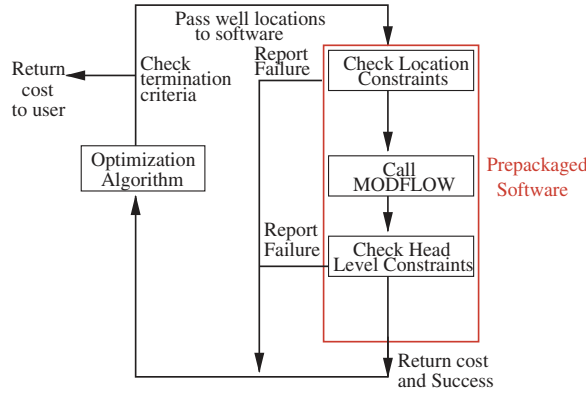 Pass well locations
to software
Return
cost
to user
Check
termination
criteria
Report
Failure
Check Location
Constraints
Optimization
Algorithm
Call
MODFLOW
Prepackaged
Software
Report
Failure
Check Head
Level Constraints
Return cost
and Success